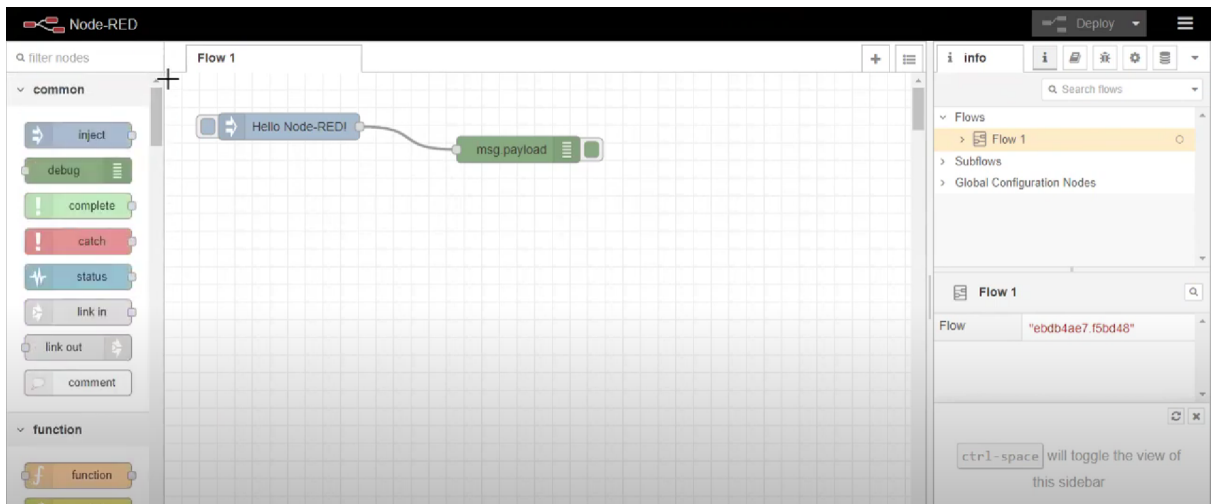 Node-RED
Deploy
filter nodes
Flow 1
i info
i
Search flows
common
inject
debug
complete
catch
status
link in
link out
comment
function
function
Hello Node-RED!
msg.payload
Flows
Flow 1
Subflows
Global Configuration Nodes
Flow 1
Flow "ebdb4ae7.f5bd48"
ctrl-space will toggle the view of
this sidebar